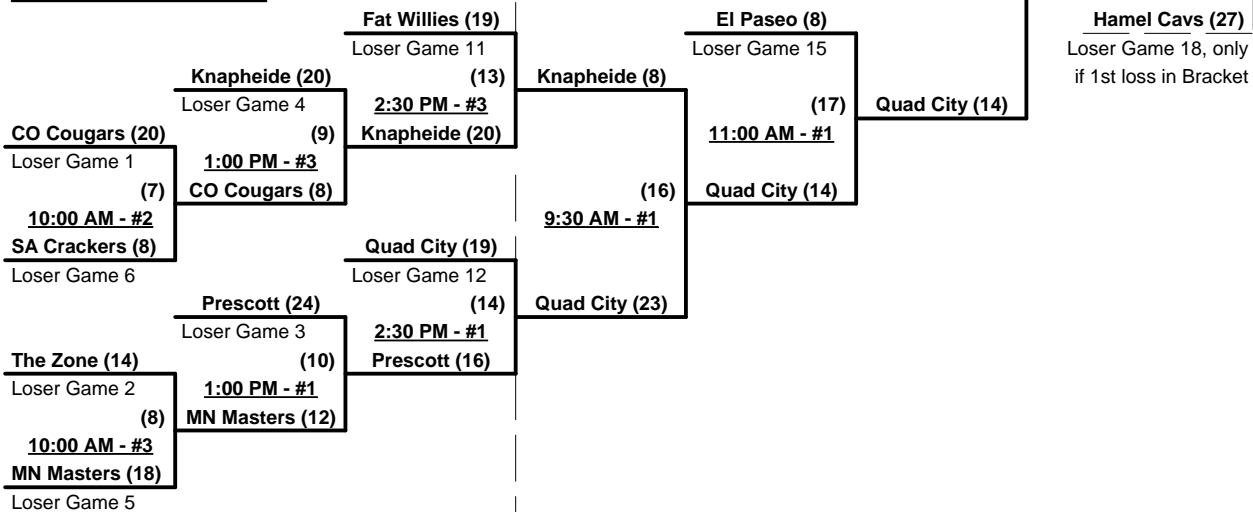 Fat Willies (19)
El Paseo (8)
Hamel Cavs (27)
Loser Game 11
Loser Game 15
Loser Game 18, only
if 1st loss in Bracket
Knapheide (20)
(13)
Knapheide (8)
Loser Game 4
2:30 PM - #3
(17)
Quad City (14)
CO Cougars (20)
(9)
Knapheide (20)
11:00 AM - #1
Loser Game 1
1:00 PM - #3
(7)
CO Cougars (8)
(16)
Quad City (14)
10:00 AM - #2
9:30 AM - #1
SA Crackers (8)
Quad City (19)
Loser Game 6
Loser Game 12
Prescott (24)
(14)
Quad City (23)
Loser Game 3
2:30 PM - #1
The Zone (14)
(10)
Prescott (16)
Loser Game 2
1:00 PM - #1
(8)
MN Masters (12)
10:00 AM - #3
MN Masters (18)
Loser Game 5